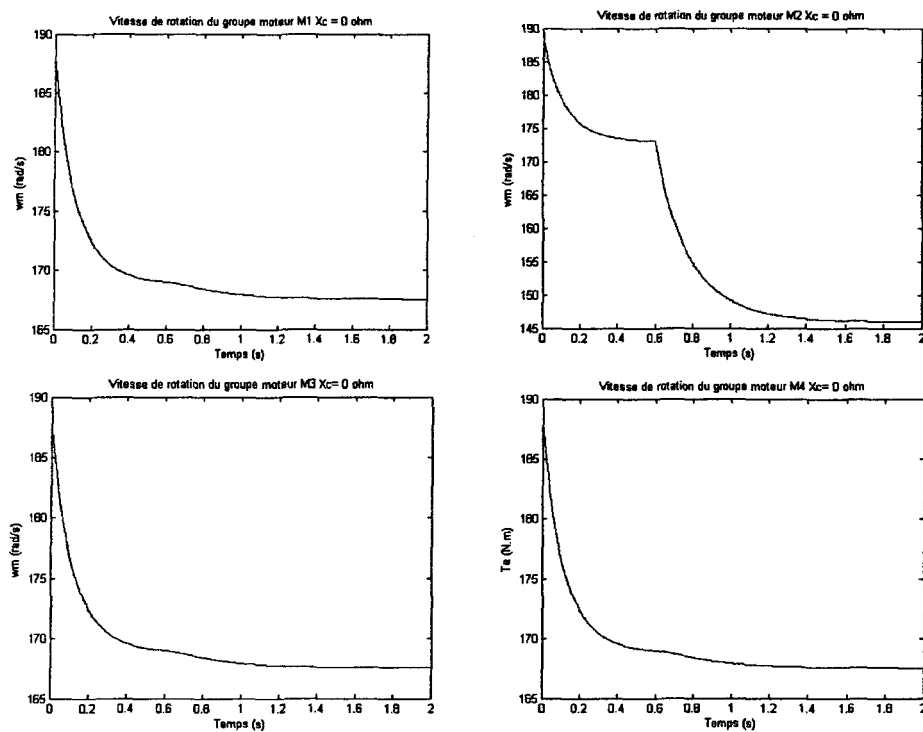 Vitesse de rotation du groupe moteur M1 Xc = 0 ohm
190
185
180
175
170
165
wm (rad/s)
0 0.2 0.4 0.6 0.8 1 1.2 1.4 1.6 1.8 2
Temps (s)
Vitesse de rotation du groupe moteur M2 Xc = 0 ohm
190
185
180
175
170
165
160
155
150
145
wm (rad/s)
0 0.2 0.4 0.6 0.8 1 1.2 1.4 1.6 1.8 2
Temps (s)
Vitesse de rotation du groupe moteur M3 Xc= 0 ohm
190
185
180
175
170
165
wm (rad/s)
0 0.2 0.4 0.6 0.8 1 1.2 1.4 1.6 1.8 2
Temps (s)
Vitesse de rotation du groupe moteur M4 Xc= 0 ohm
190
185
180
175
170
165
Te (N.m)
0 0.2 0.4 0.6 0.8 1 1.2 1.4 1.6 1.8 2
Temps (s)